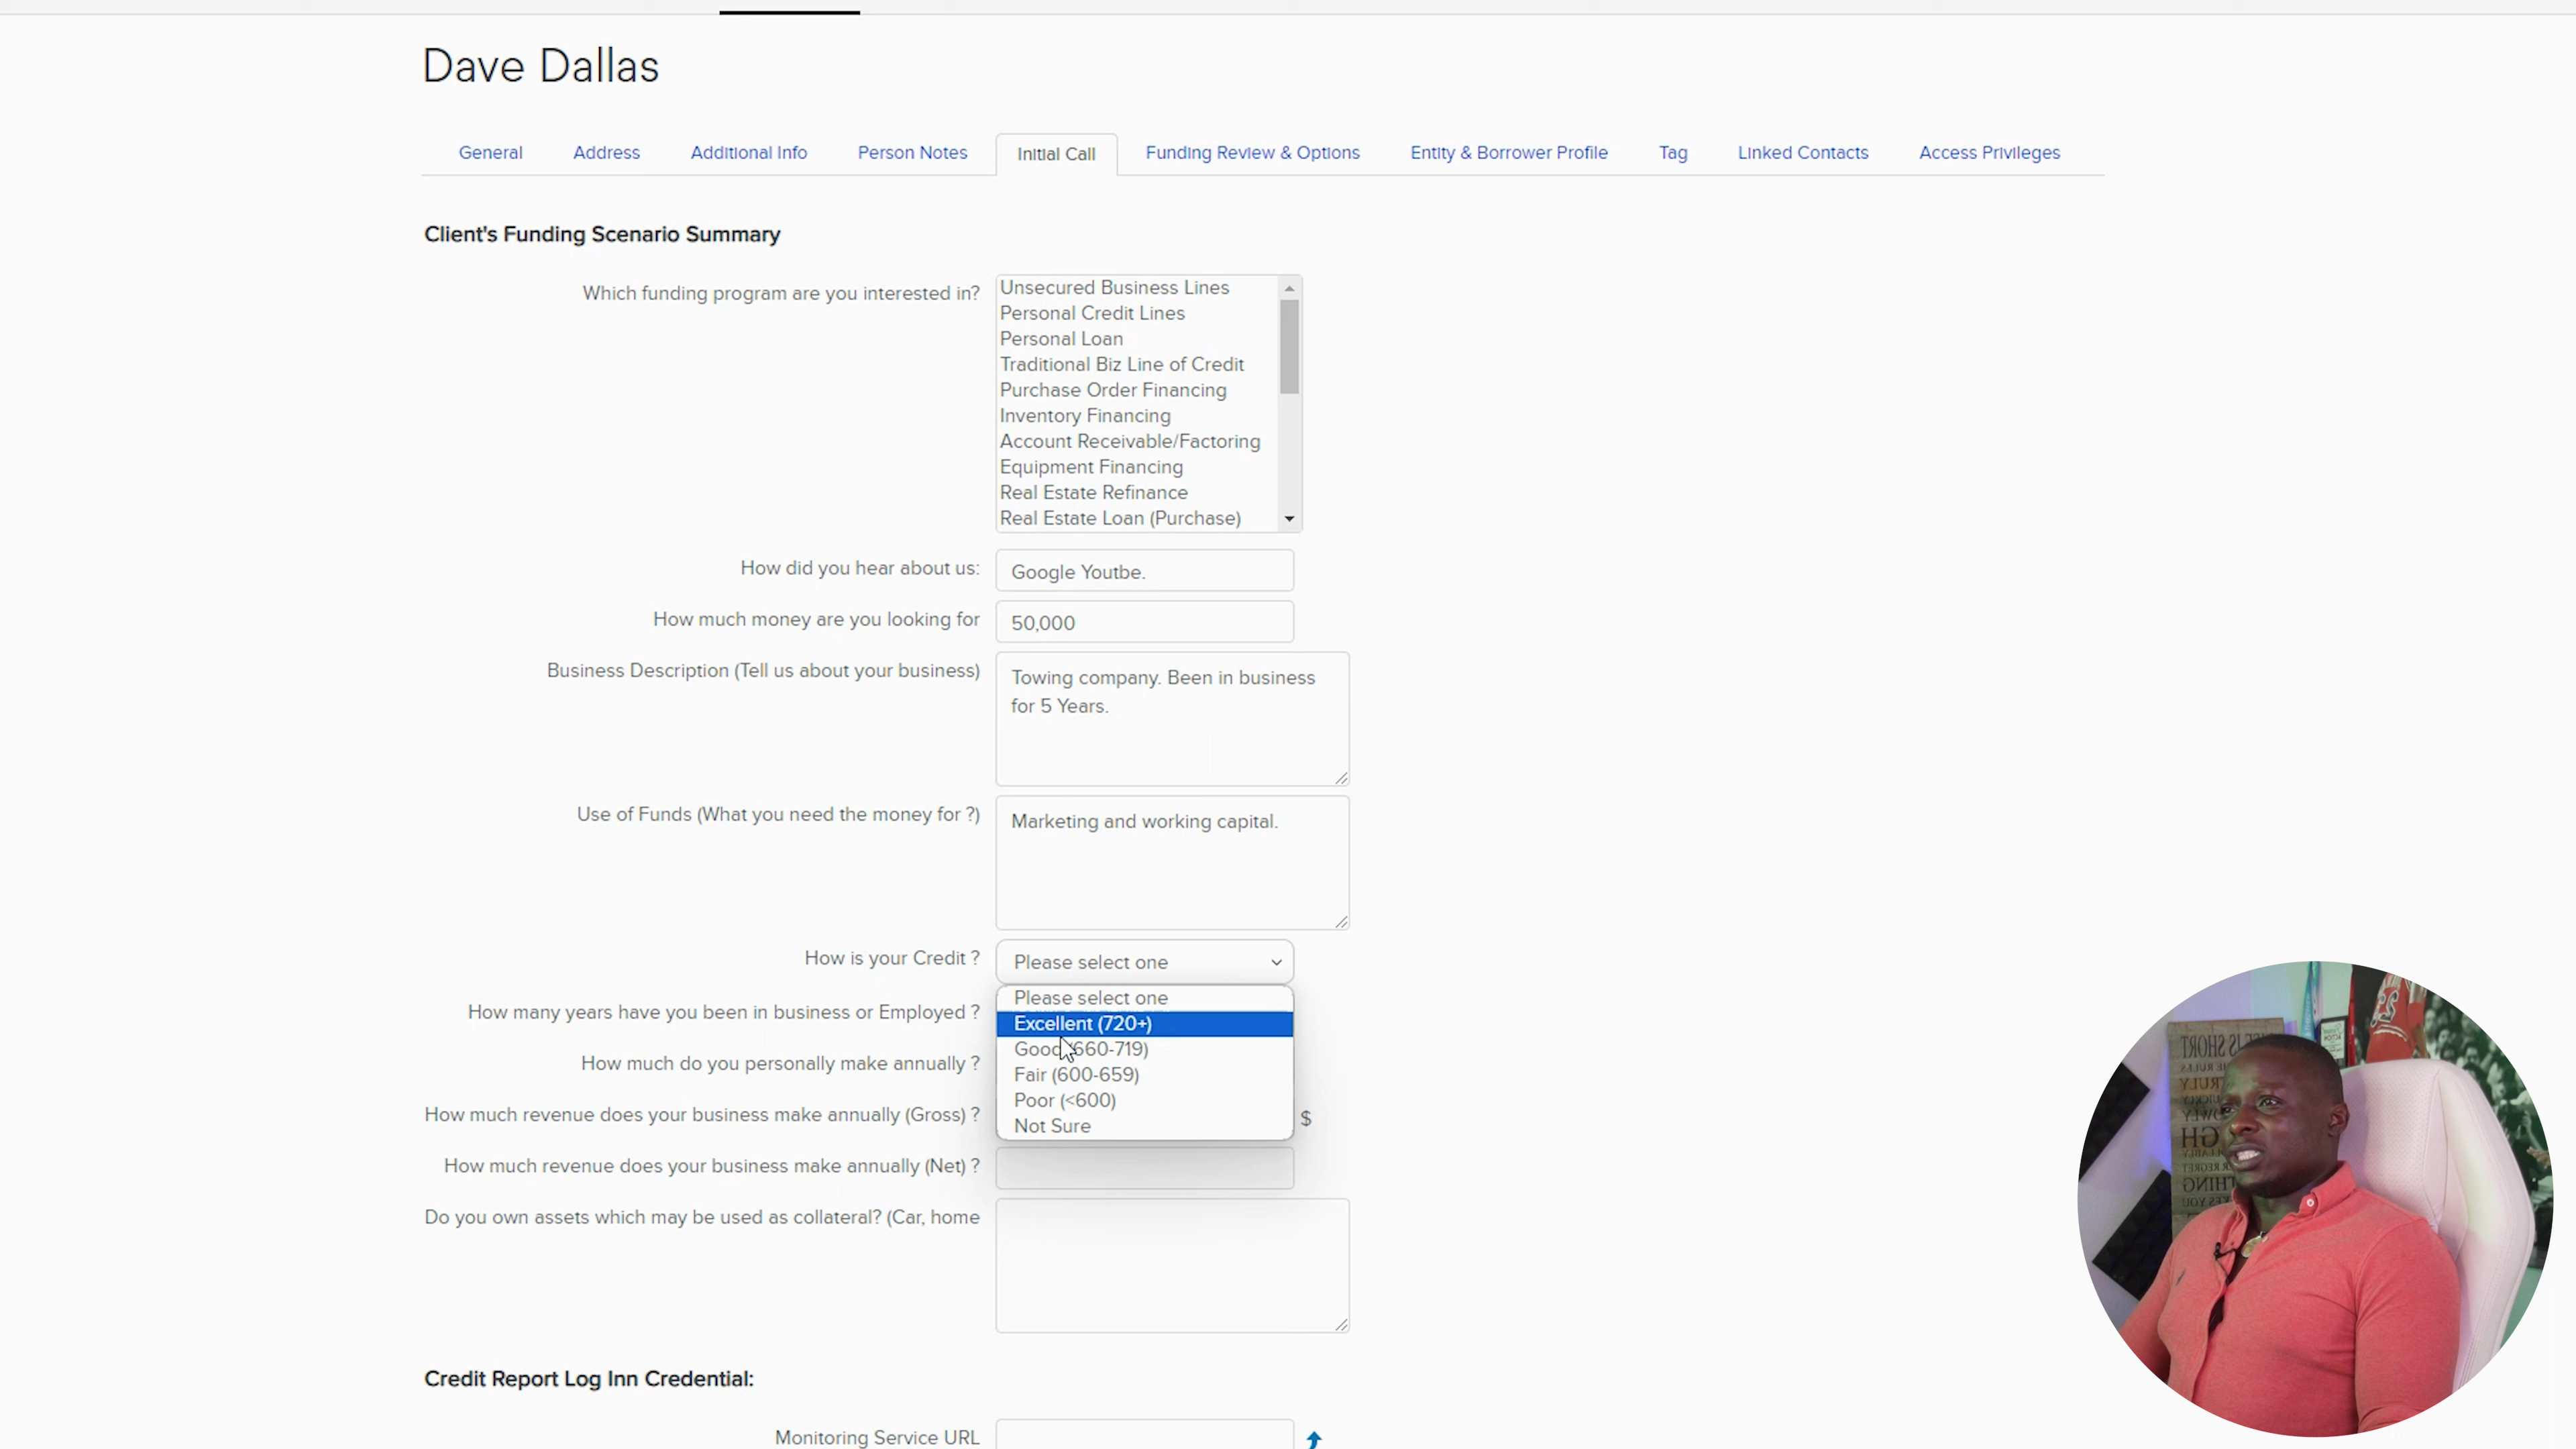 Dave Dallas
General Address Additional Info Person Notes Initial Call Funding Review & Options Entity & Borrower Profile Tag Linked Contacts Access Privileges
Client's Funding Scenario Summary
Which funding program are you interested in?
Unsecured Business Lines
Personal Credit Lines
Personal Loan
Traditional Biz Line of Credit
Purchase Order Financing
Inventory Financing
Account Receivable/Factoring
Equipment Financing
Real Estate Refinance
Real Estate Loan (Purchase)
How did you hear about us: Google Youtbe.
How much money are you looking for 50,000
Business Description (Tell us about your business) Towing company. Been in business
for 5 Years.
Use of Funds (What you need the money for ?) Marketing and working capital.
How is your Credit ? Please select one
Please select one
How many years have you been in business or Employed ? Excellent (720+)
Good (660-719)
How much do you personally make annually ? Fair (600-659)
Poor (<600)
How much revenue does your business make annually (Gross) ? Not Sure $
How much revenue does your business make annually (Net) ?
Do you own assets which may be used as collateral? (Car, home
Credit Report Log Inn Credential:
Monitoring Service URL